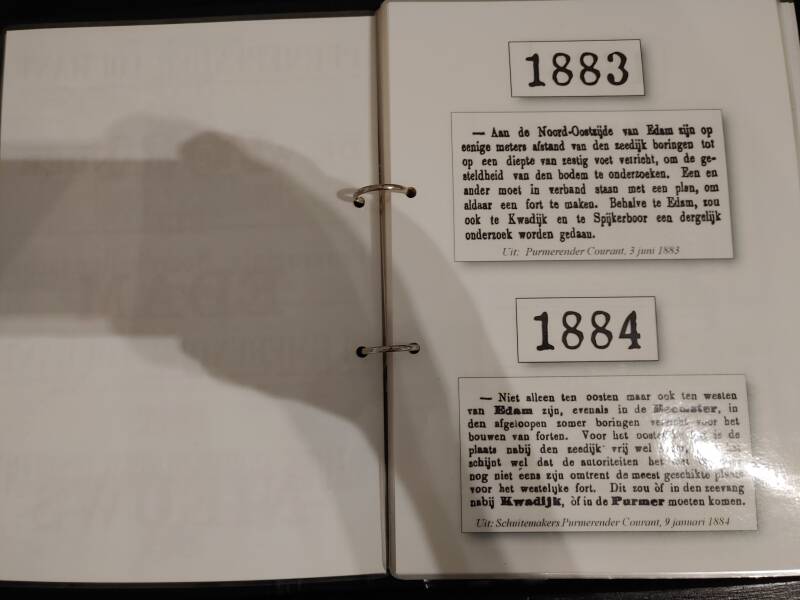 1883
— Aan de Noord-Oostzijde van Edam zijn op
eenige meters afstand van den zeedijk boringen tot
op een diepte van zestig voet verricht, om de ge-
steldheid van den bodem te onderzoeken. Een en
ander moet in verband staan met een plan, om
aldaar een fort te maken. Behalve te Edam, zou
ook te Kwadijk en te Spijkerboor een dergelijk
onderzoek worden gedaan.
Uit: Purmerender Courant, 3 juni 1883
1884
— Niet alleen ten oosten maar ook ten westen
van Edam zijn, evenals in de Beemster, in
den afgeloopen zomer boringen verricht voor het
bouwen van forten. Voor het is de
plaats nabij den zeedijk vrij wel
schijnt wel dat de autoriteiten het
nog niet eens zijn omtrent de meest geschikte plaats
voor het westelijke fort. Dit zou òf in den zeevang
nabij Kwadijk, òf in de Purmer moeten komen.
Uit: Schuitemakers Purmerender Courant, 9 januari 1884